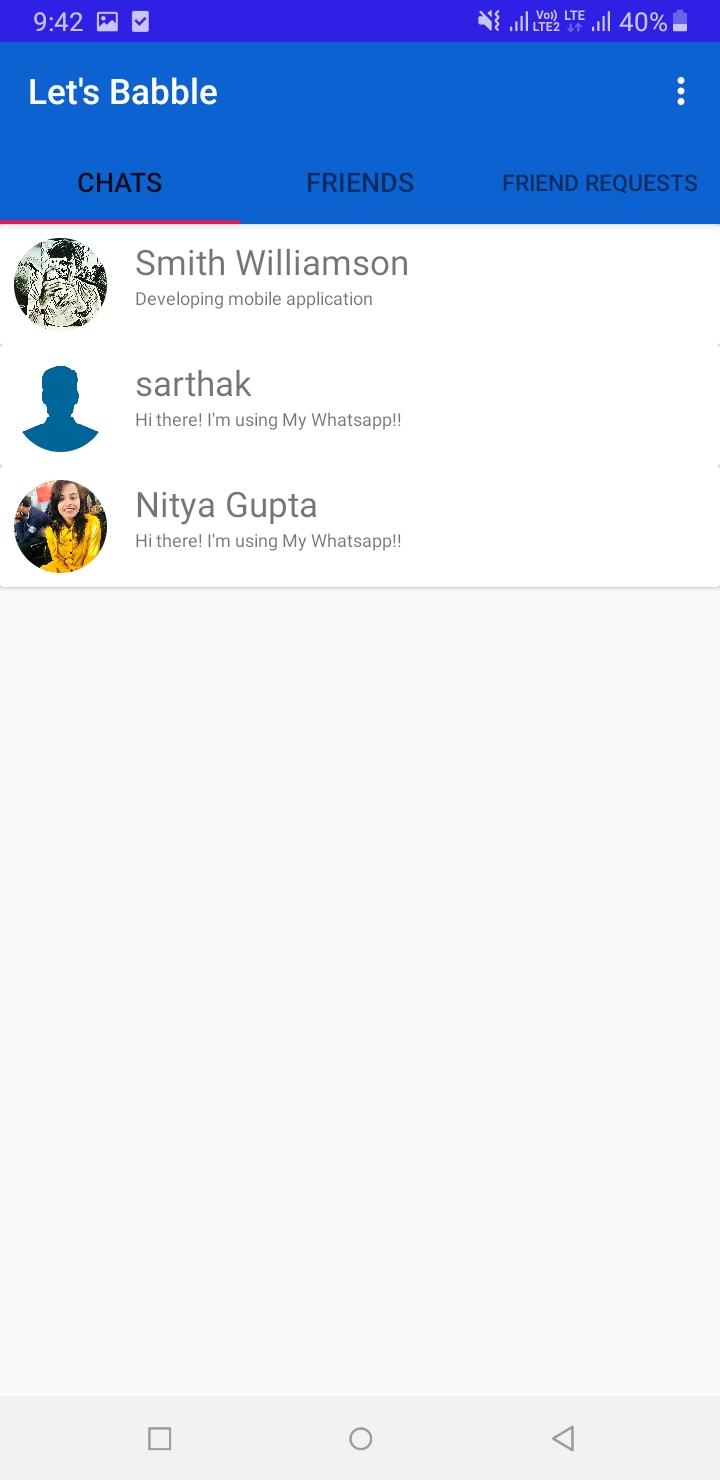 9:42 Vo)) LTE LTE2 40%
Let's Babble
CHATS FRIENDS FRIEND REQUESTS
Smith Williamson
Developing mobile application
sarthak
Hi there! I'm using My Whatsapp!!
Nitya Gupta
Hi there! I'm using My Whatsapp!!